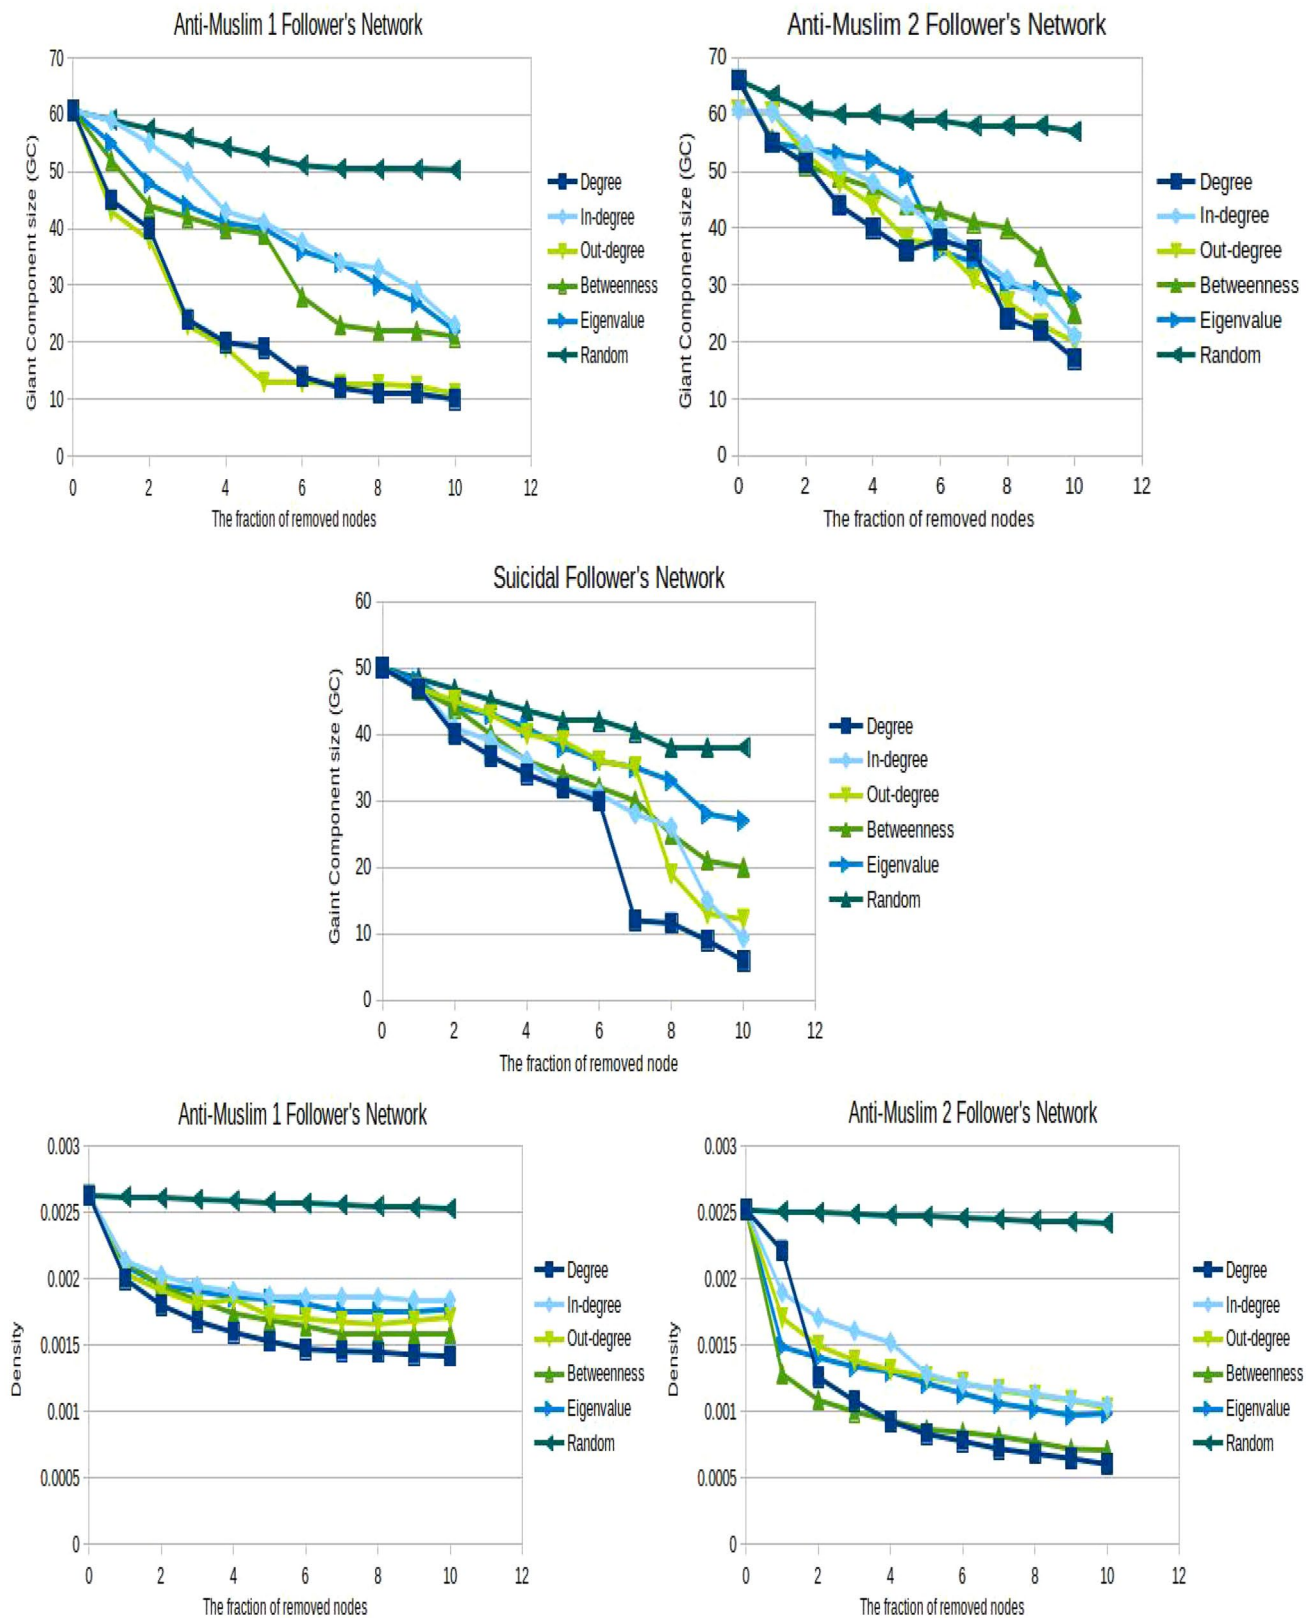 Anti-Muslim 1 Follower's Network
70
60
50
40
30
20
10
0
Giant Component size (GC)
0 2 4 6 8 10 12
The fraction of removed nodes
Degree
In-degree
Out-degree
Betweenness
Eigenvalue
Random
Anti-Muslim 2 Follower's Network
70
60
50
40
30
20
10
0
Giant Component size (GC)
0 2 4 6 8 10 12
The fraction of removed nodes
Degree
In-degree
Out-degree
Betweenness
Eigenvalue
Random
Suicidal Follower's Network
60
50
40
30
20
10
0
Gaint Component size (GC)
0 2 4 6 8 10 12
The fraction of removed node
Degree
In-degree
Out-degree
Betweenness
Eigenvalue
Random
Anti-Muslim 1 Follower's Network
0.003
0.0025
0.002
0.0015
0.001
0.0005
0
Density
0 2 4 6 8 10 12
The fraction of removed nodes
Degree
In-degree
Out-degree
Betweenness
Eigenvalue
Random
Anti-Muslim 2 Follower's Network
0.003
0.0025
0.002
0.0015
0.001
0.0005
0
Density
0 2 4 6 8 10 12
The fraction of removed nodes
Degree
In-degree
Out-degree
Betweenness
Eigenvalue
Random